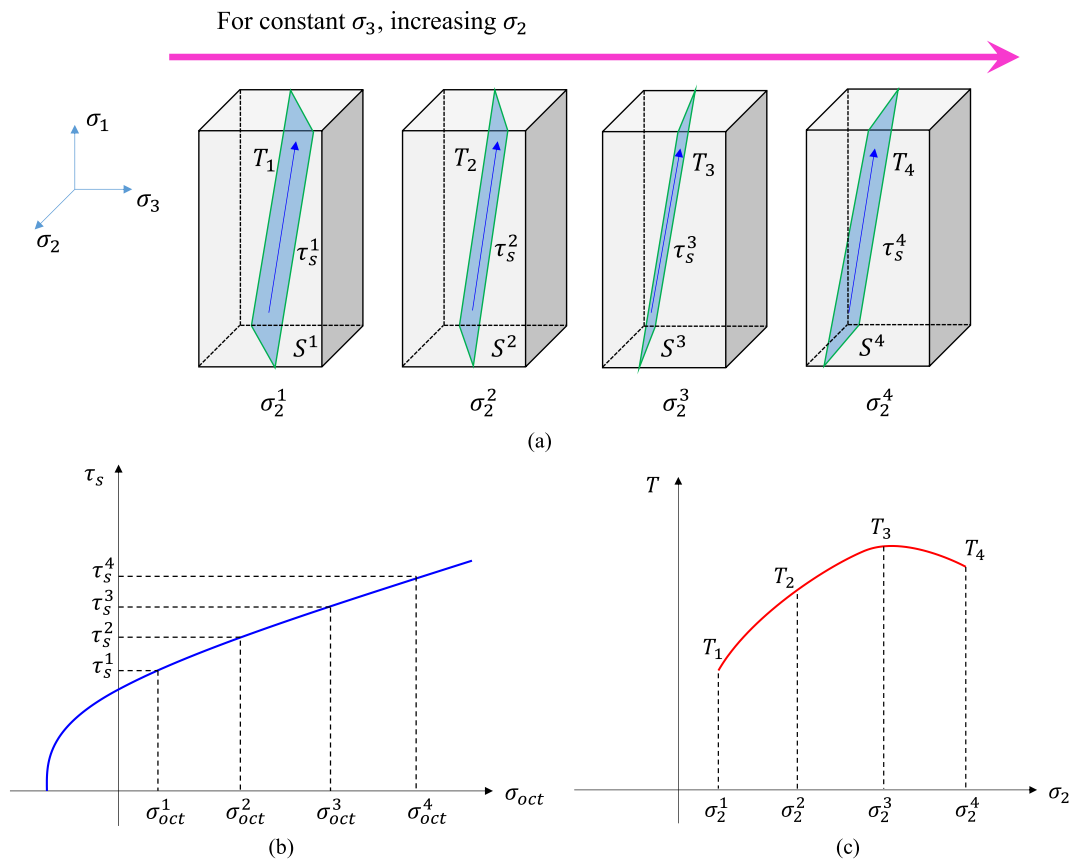 For constant σ₃, increasing σ₂
σ₁
σ₃
σ₂
T₁ T₂ T₃ T₄
τₛ¹ τₛ² τₛ³ τₛ⁴
S¹ S² S³ S⁴
σ₂¹ σ₂² σ₂³ σ₂⁴
(a)
τₛ
τₛ⁴
τₛ³
τₛ²
τₛ¹
σₒcₜ¹ σₒcₜ² σₒcₜ³ σₒcₜ⁴ σₒcₜ
(b)
T
T₁ T₂ T₃ T₄
σ₂¹ σ₂² σ₂³ σ₂⁴ σ₂
(c)